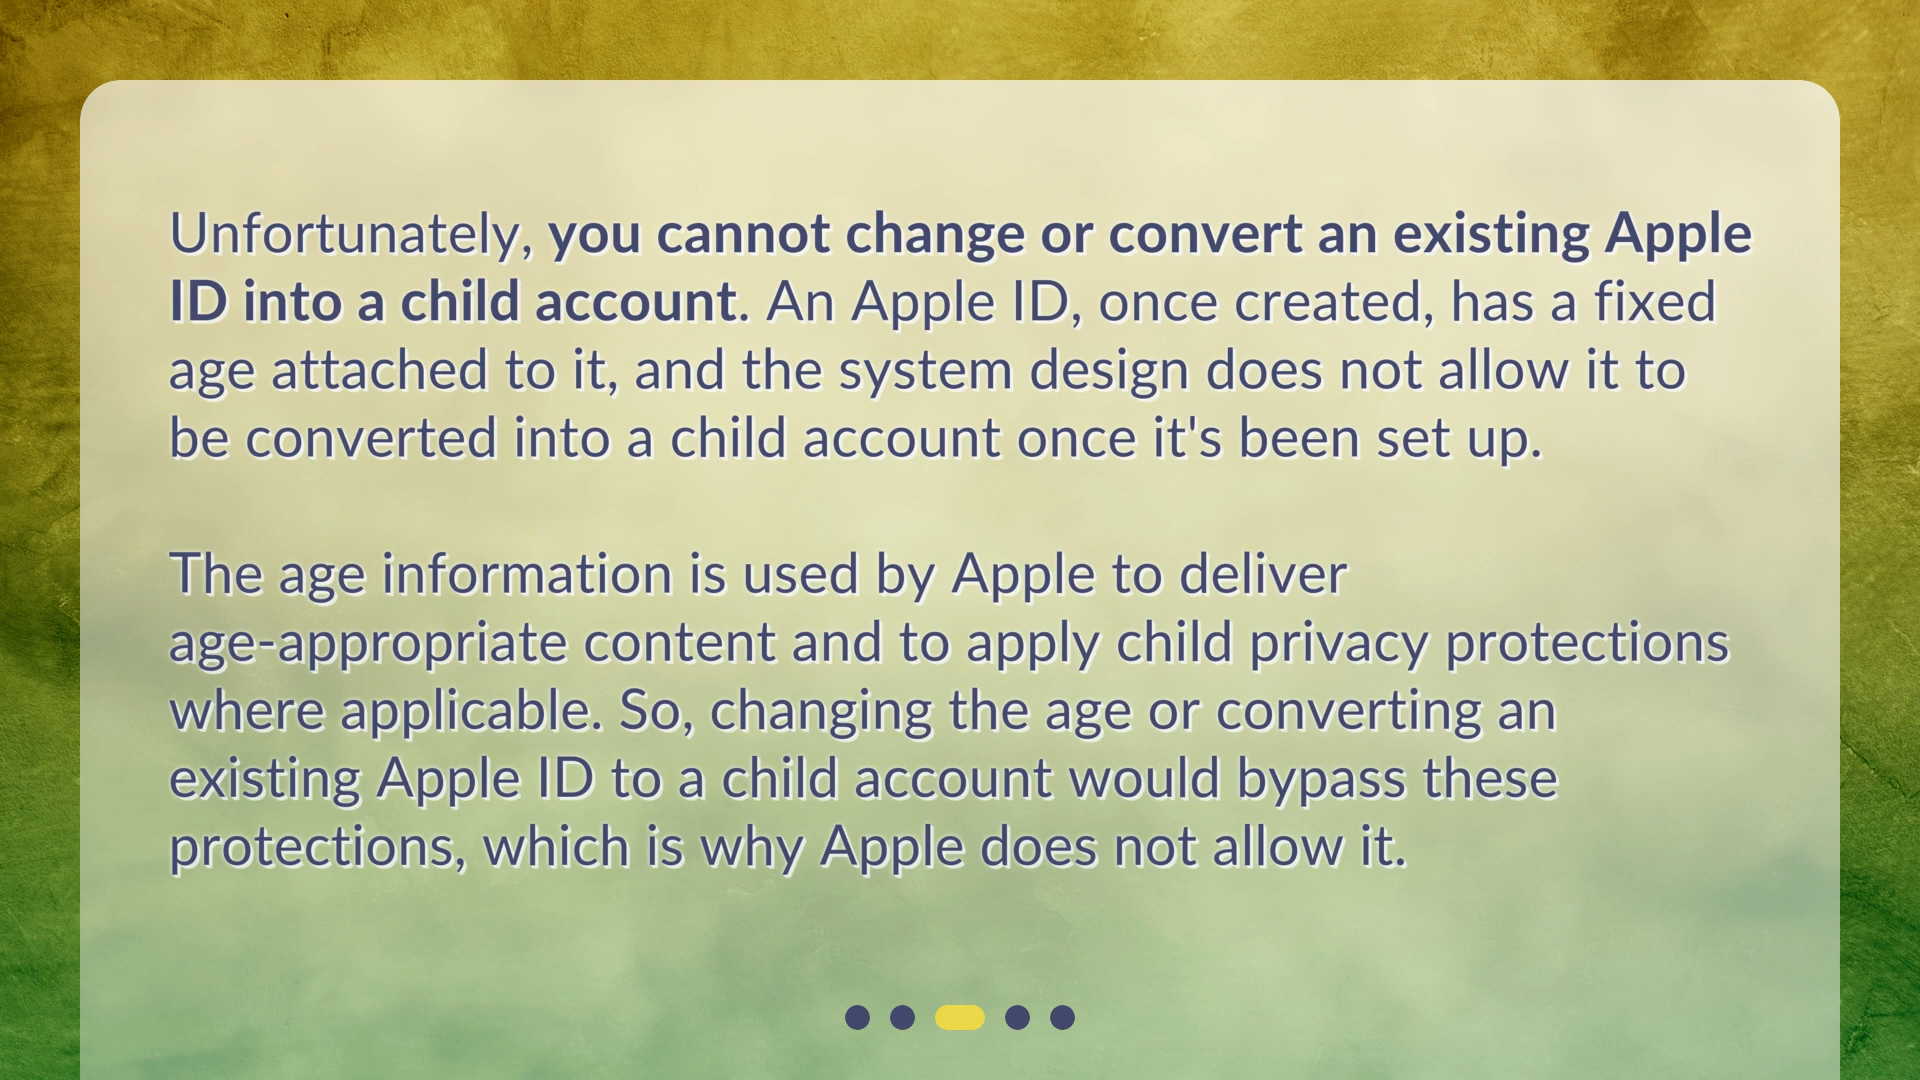 Unfortunately, you cannot change or convert an existing Apple
ID into a child account. An Apple ID, once created, has a fixed
age attached to it, and the system design does not allow it to
be converted into a child account once it's been set up.
The age information is used by Apple to deliver
age-appropriate content and to apply child privacy protections
where applicable. So, changing the age or converting an
existing Apple ID to a child account would bypass these
protections, which is why Apple does not allow it.